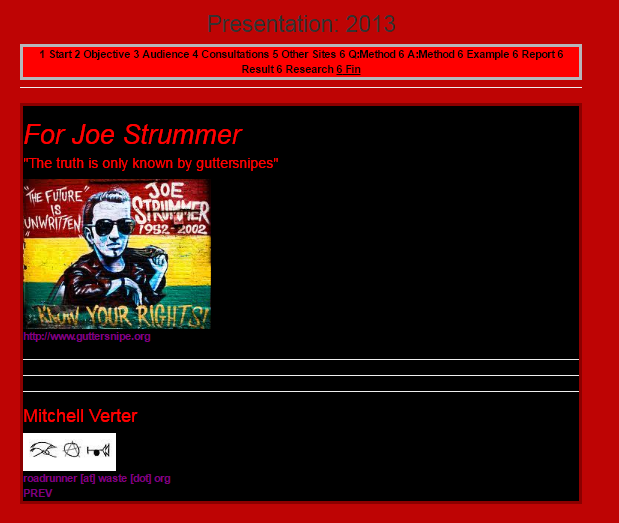 Presentation: 2013
1 Start 2 Objective 3 Audience 4 Consultations 5 Other Sites 6 Q:Method 6 A:Method 6 Example 6 Report 6
Result 6 Research 6 Fin
For Joe Strummer
"The truth is only known by guttersnipes"
"THE FUTURE"
IS
UNWRITTEN
JOE
STRUMMER
1952-2002
KNOW YOUR RIGHTS!
http://www.guttersnipe.org
Mitchell Verter
roadrunner [at] waste [dot] org
PREV